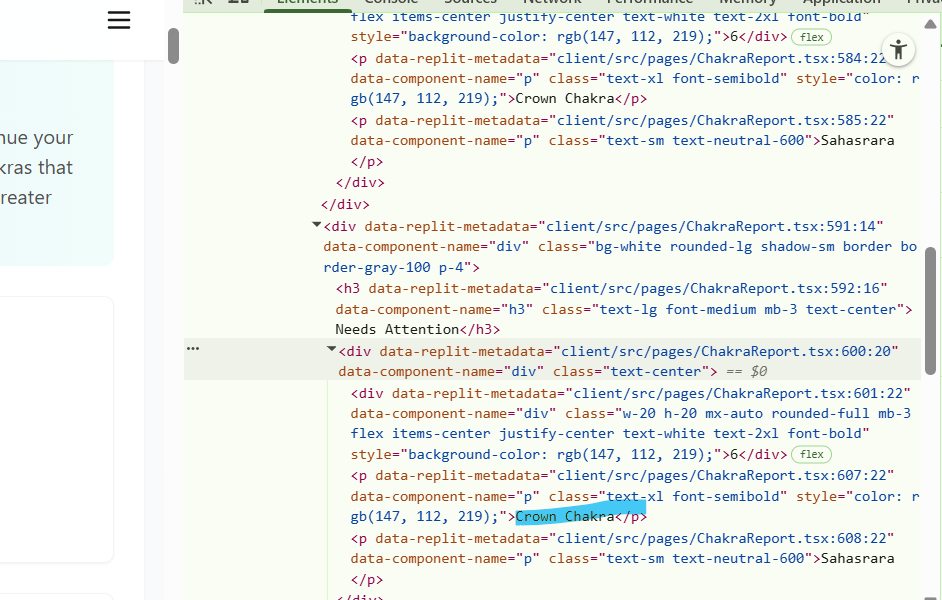 Elements Console Sources Network Performance Memory Application
flex items-center justify-center text-white text-2xl font-bold"
style="background-color: rgb(147, 112, 219);">6</div> flex
<p data-replit-metadata="client/src/pages/ChakraReport.tsx:584:22"
data-component-name="p" class="text-xl font-semibold" style="color: r
gb(147, 112, 219);">Crown Chakra</p>
<p data-replit-metadata="client/src/pages/ChakraReport.tsx:585:22"
data-component-name="p" class="text-sm text-neutral-600">Sahasrara
</p>
</div>
</div>
<div data-replit-metadata="client/src/pages/ChakraReport.tsx:591:14"
data-component-name="div" class="bg-white rounded-lg shadow-sm border bo
rder-gray-100 p-4">
<h3 data-replit-metadata="client/src/pages/ChakraReport.tsx:592:16"
data-component-name="h3" class="text-lg font-medium mb-3 text-center">
Needs Attention</h3>
<div data-replit-metadata="client/src/pages/ChakraReport.tsx:600:20"
data-component-name="div" class="text-center"> == $0
<div data-replit-metadata="client/src/pages/ChakraReport.tsx:601:22"
data-component-name="div" class="w-20 h-20 mx-auto rounded-full mb-3
flex items-center justify-center text-white text-2xl font-bold"
style="background-color: rgb(147, 112, 219);">6</div> flex
<p data-replit-metadata="client/src/pages/ChakraReport.tsx:607:22"
data-component-name="p" class="text-xl font-semibold" style="color: r
gb(147, 112, 219);">Crown Chakra</p>
<p data-replit-metadata="client/src/pages/ChakraReport.tsx:608:22"
data-component-name="p" class="text-sm text-neutral-600">Sahasrara
</p>
</div>
nue your
kras that
reater